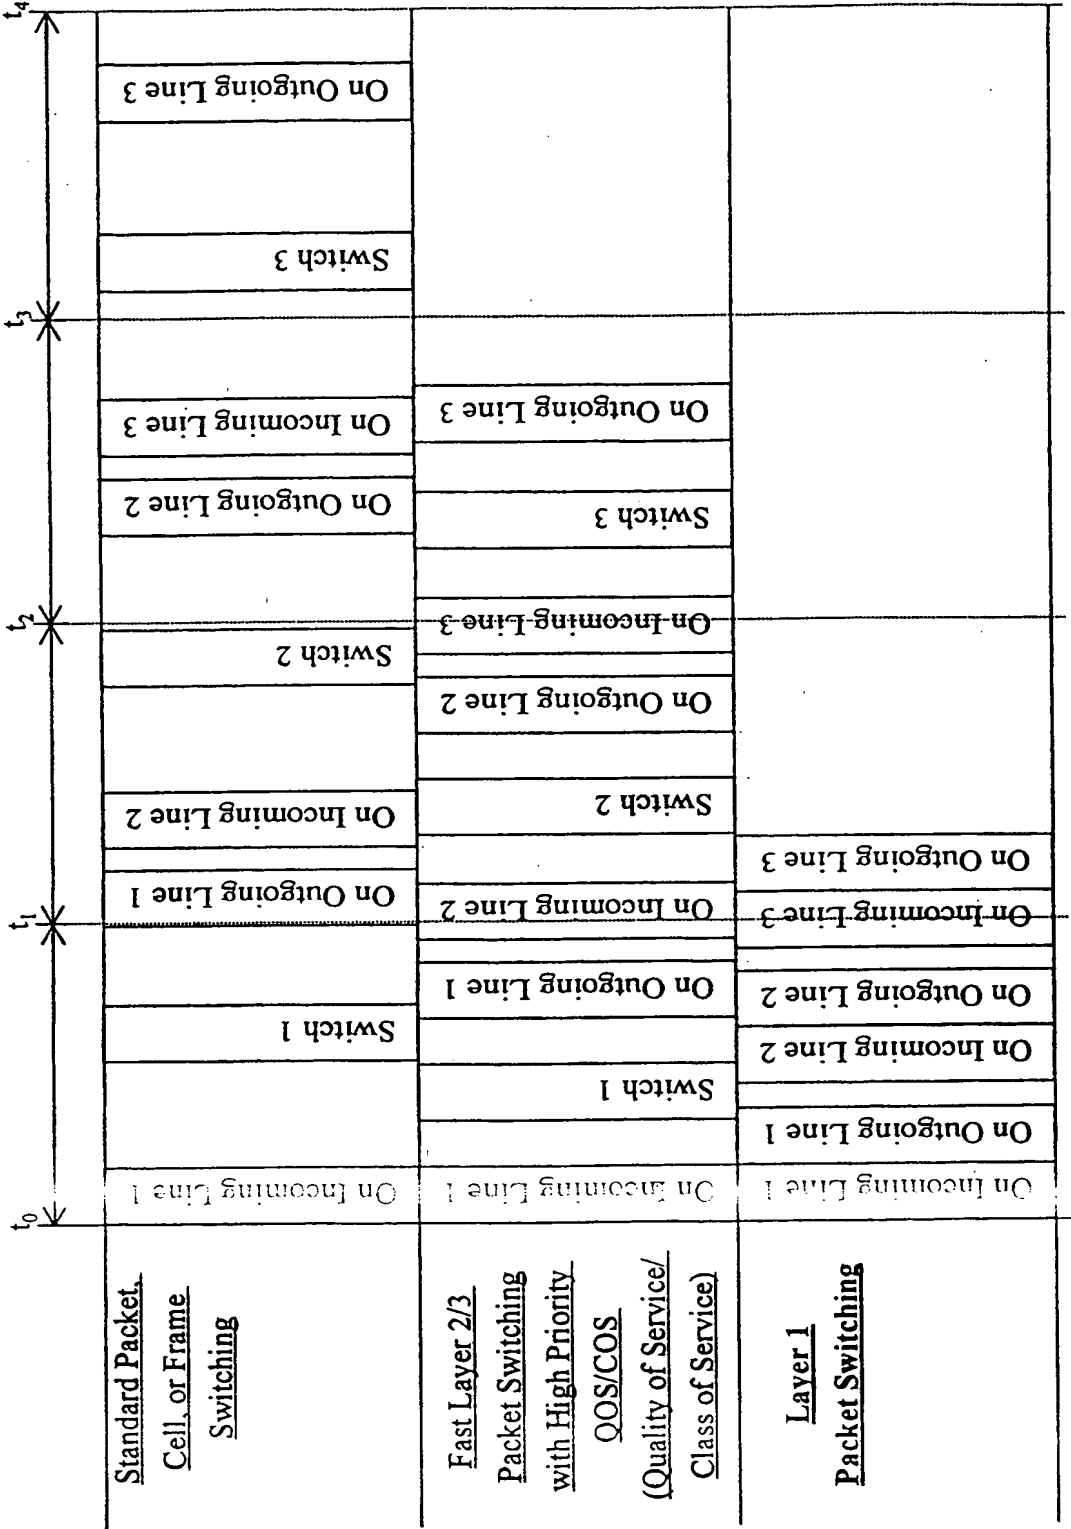 t0
t1
t2
t3
t4
Standard Packet,
Cell, or Frame
Switching
On Incoming Line 1
Switch 1
On Outgoing Line 1
On Incoming Line 2
Switch 2
On Outgoing Line 2
On Incoming Line 3
Switch 3
On Outgoing Line 3
Fast Layer 2/3
Packet Switching
with High Priority
QOS/COS
(Quality of Service/
Class of Service)
On Incoming Line 1
Switch 1
On Outgoing Line 1
On Incoming Line 2
Switch 2
On Outgoing Line 2
On Incoming Line 3
Switch 3
On Outgoing Line 3
Layer 1
Packet Switching
On Incoming Line 1
On Outgoing Line 1
On Incoming Line 2
On Outgoing Line 2
On Incoming Line 3
On Outgoing Line 3